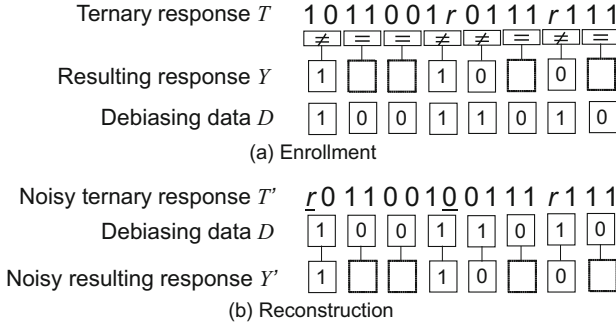 Ternary response T 1 0 1 1 0 0 1 r 0 1 1 1 r 1 1 1
≠ = = ≠ ≠ = ≠ =
Resulting response Y 1 1 0 0
Debiasing data D 1 0 0 1 1 0 1 0
(a) Enrollment
Noisy ternary response T’ r 0 1 1 0 0 1 0 0 1 1 1 r 1 1 1
Debiasing data D 1 0 0 1 1 0 1 0
Noisy resulting response Y’ 1 1 0 0
(b) Reconstruction